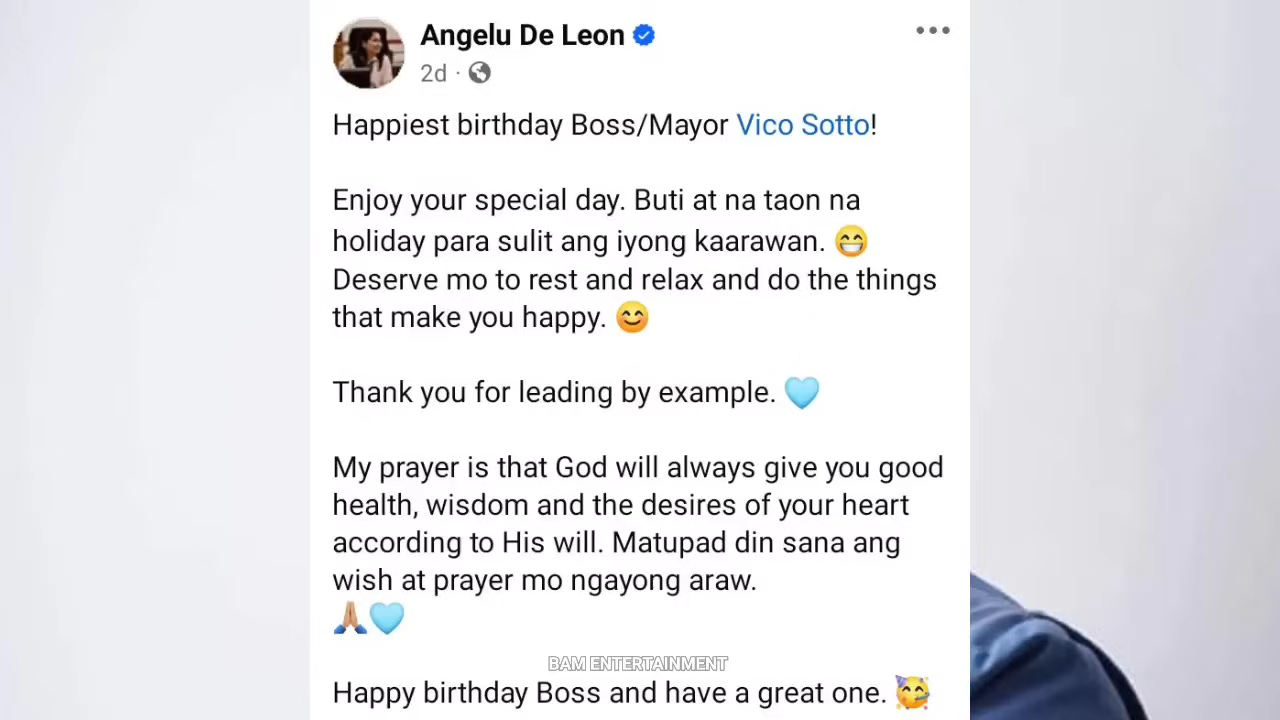 Angelu De Leon
2d ·
Happiest birthday Boss/Mayor Vico Sotto!
Enjoy your special day. Buti at na taon na
holiday para sulit ang iyong kaarawan. 😁
Deserve mo to rest and relax and do the things
that make you happy. 😊
Thank you for leading by example. 🩵
My prayer is that God will always give you good
health, wisdom and the desires of your heart
according to His will. Matupad din sana ang
wish at prayer mo ngayong araw.
🙏🏽🩵
BAM ENTERTAINMENT
Happy birthday Boss and have a great one. 🥳